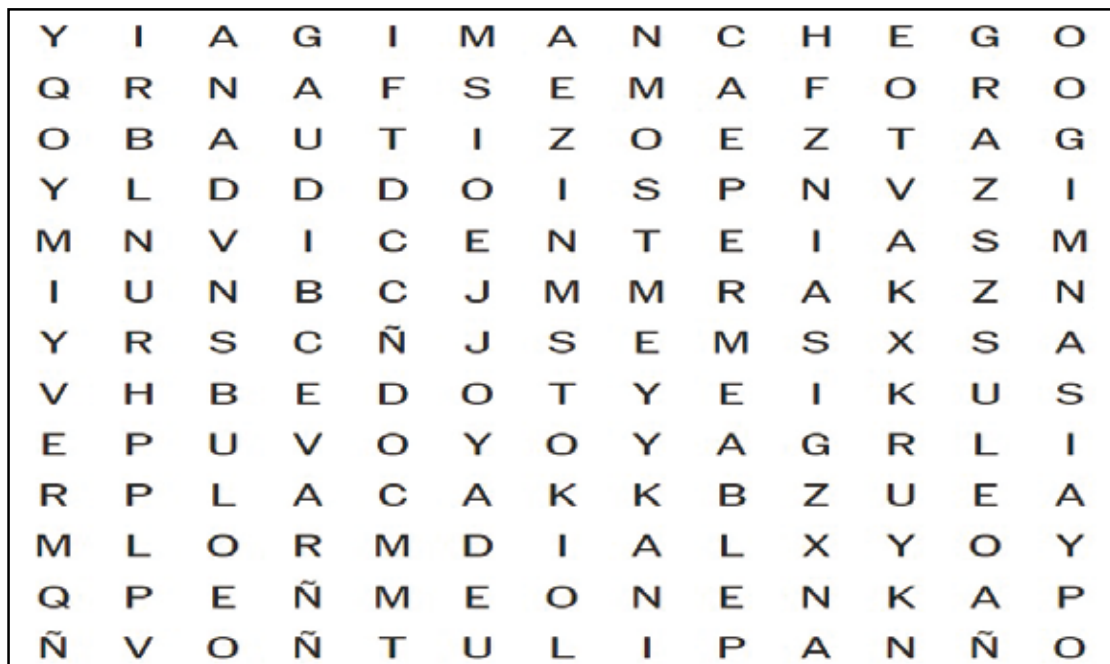 Y I A G I M A N C H E G O
Q R N A F S E M A F O R O
O B A U T I Z O E Z T A G
Y L D D D O I S P N V Z I
M N V I C E N T E I A S M
I U N B C J M M R A K Z N
Y R S C Ñ J S E M S X S A
V H B E D O T Y E I K U S
E P U V O Y O Y A G R L I
R P L A C A K K B Z U E A
M L O R M D I A L X Y O Y
Q P E Ñ M E O N E N K A P
Ñ V O Ñ T U L I P A N Ñ O